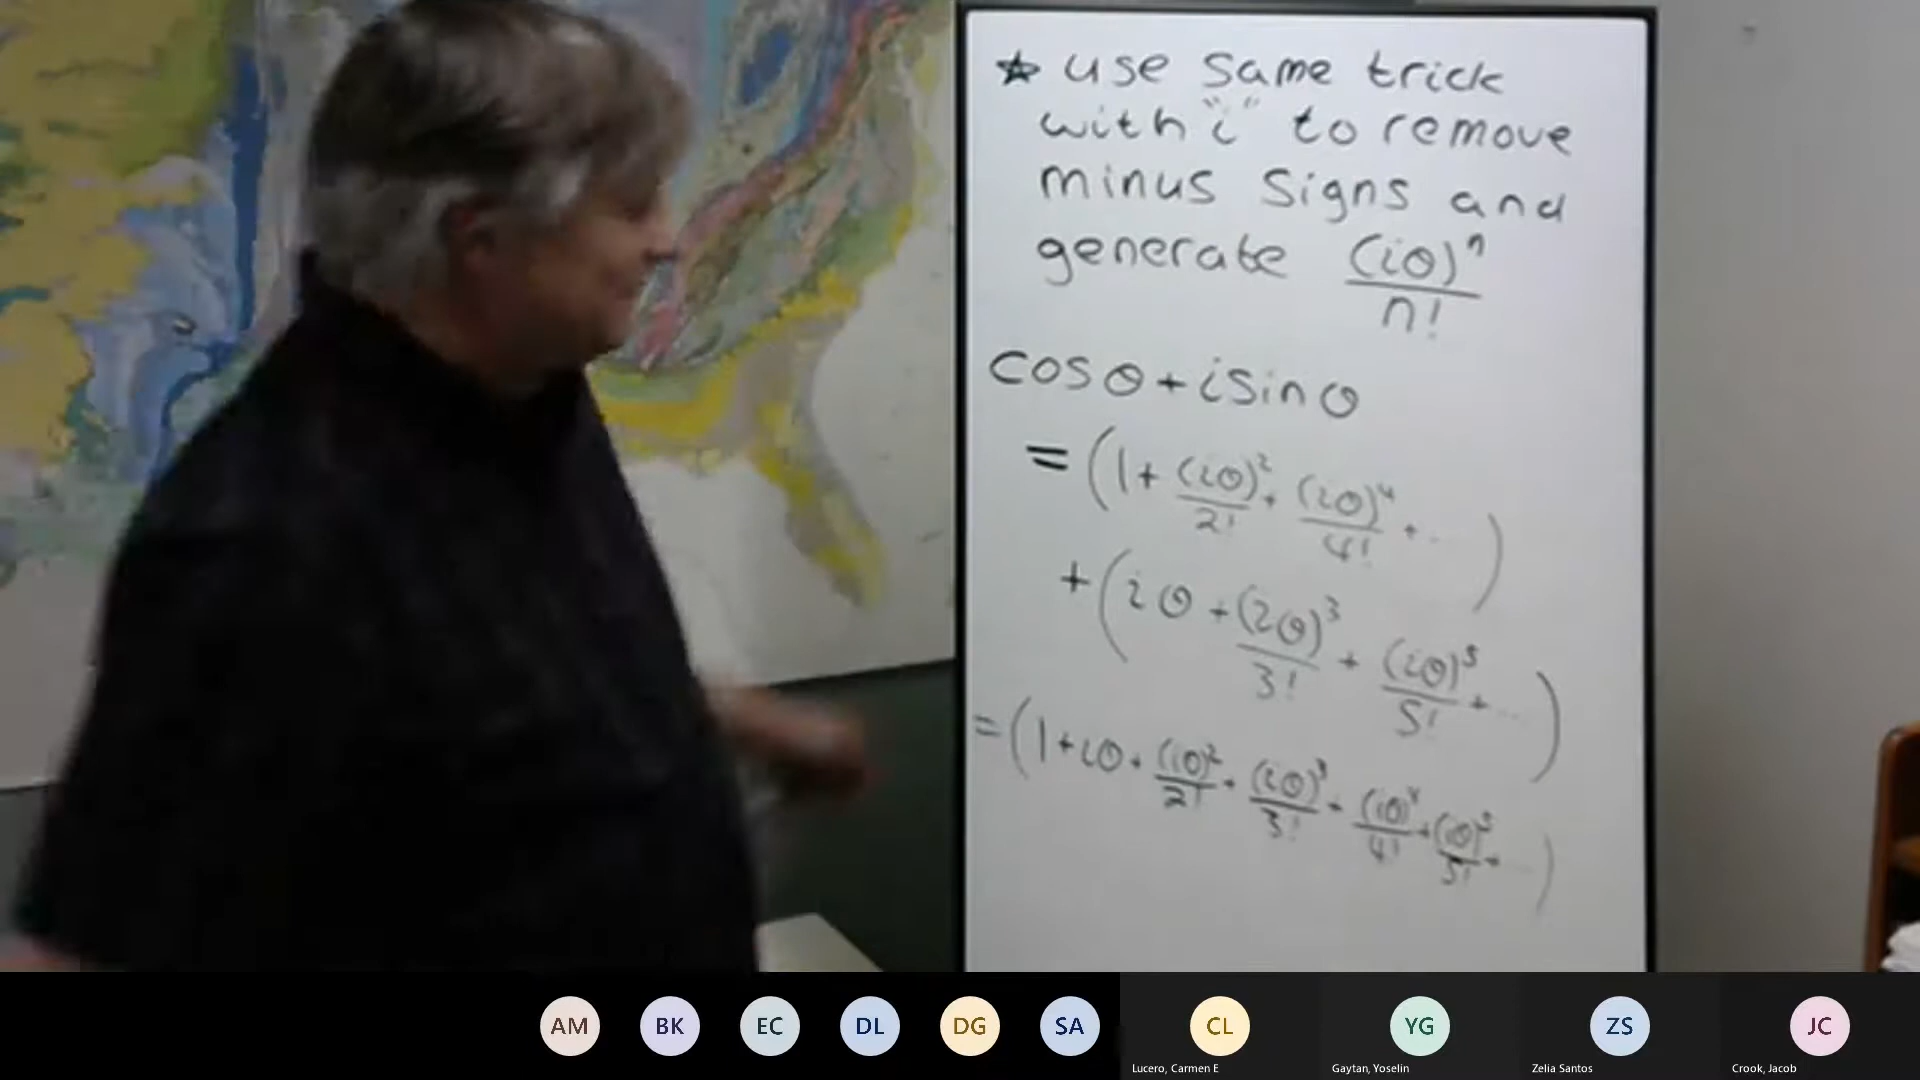 ☆ use same trick
with "i" to remove
minus signs and
generate (iθ)ⁿ/n!
cosθ + i sinθ
= (1 + (iθ)²/2! + (iθ)⁴/4! + ... )
+ (iθ + (iθ)³/3! + (iθ)⁵/5! + ... )
= (1 + iθ + (iθ)²/2! + (iθ)³/3! + (iθ)⁴/4! + (iθ)⁵/5! + ... )
AM BK EC DL DG SA CL YG ZS JC
Lucero, Carmen E Gaytan, Yoselin Zelia Santos Crook, Jacob